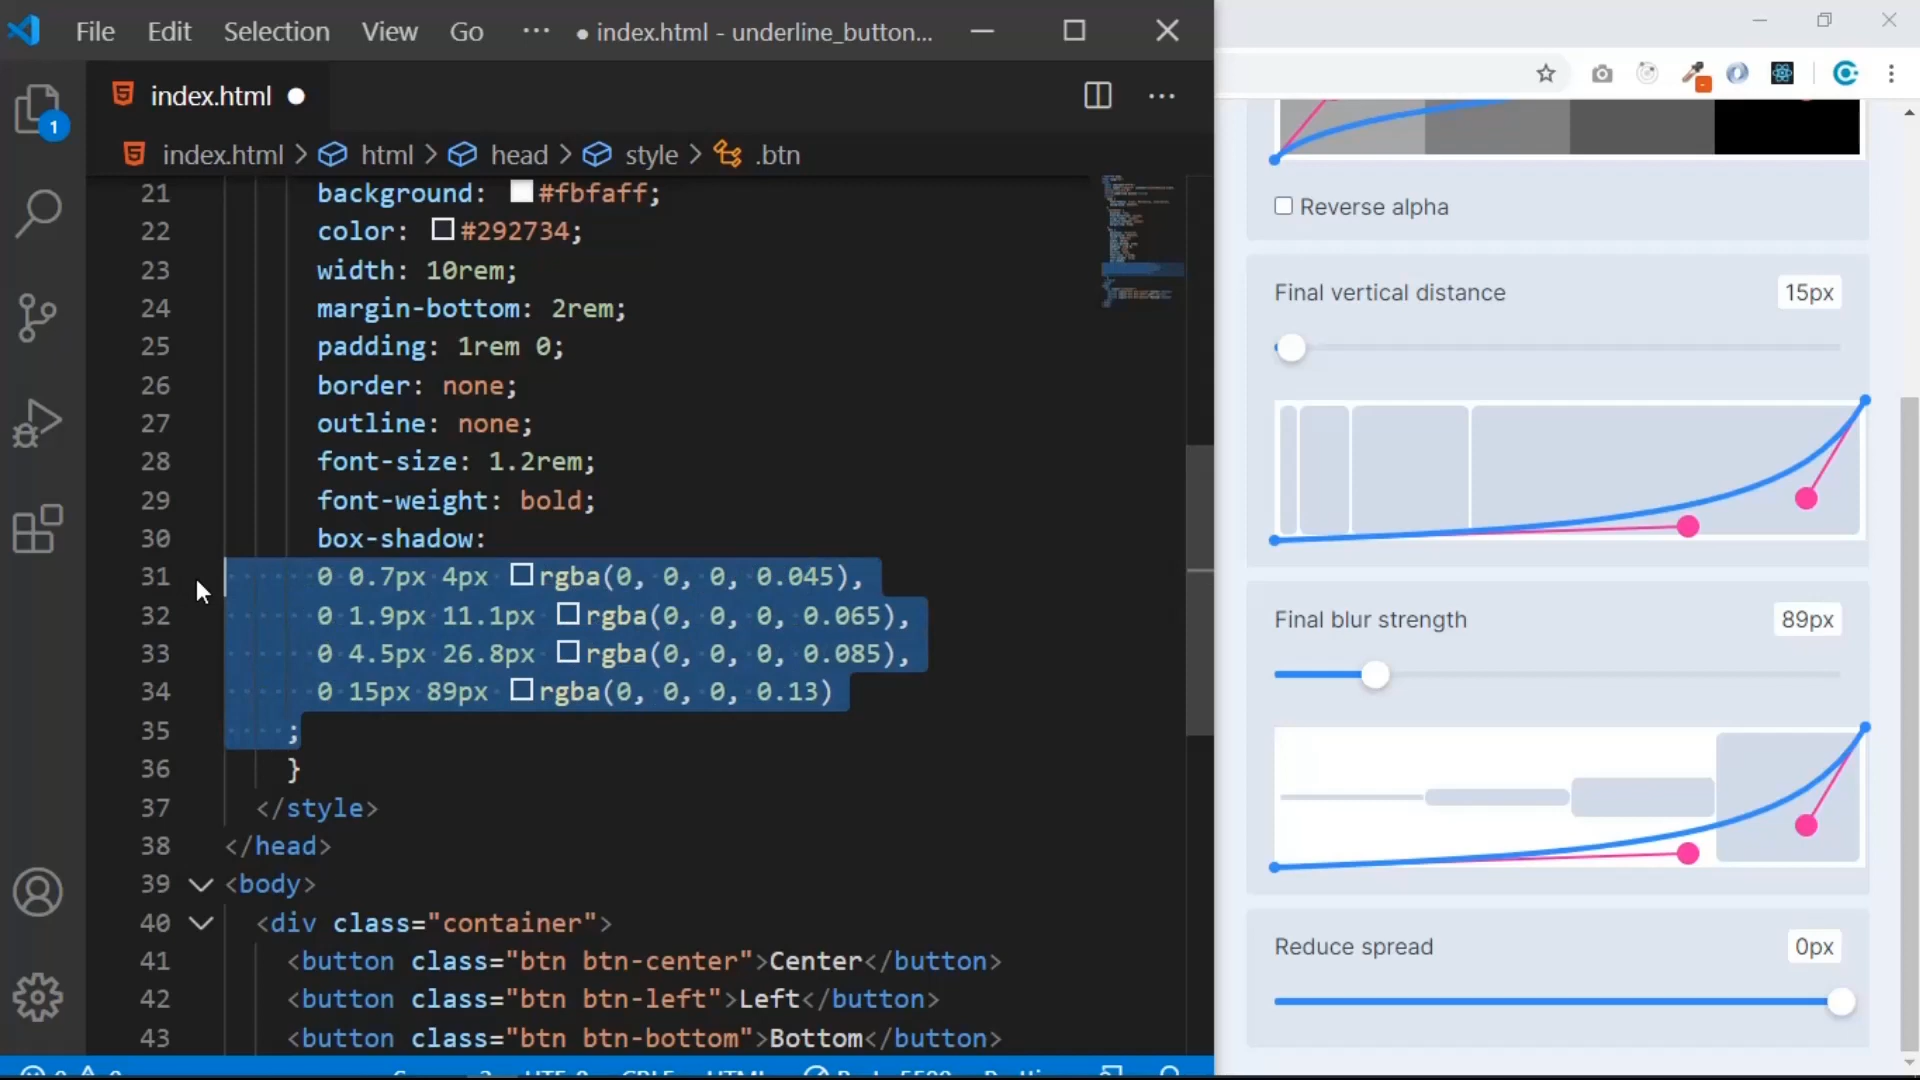 File Edit Selection View Go ··· ● index.html - underline_button...
index.html ●
1
index.html > html > head > style > .btn
21 background: #fbfaff;
22 color: #292734;
23 width: 10rem;
24 margin-bottom: 2rem;
25 padding: 1rem 0;
26 border: none;
27 outline: none;
28 font-size: 1.2rem;
29 font-weight: bold;
30 box-shadow:
31 0 0.7px 4px rgba(0, 0, 0, 0.045),
32 0 1.9px 11.1px rgba(0, 0, 0, 0.065),
33 0 4.5px 26.8px rgba(0, 0, 0, 0.085),
34 0 15px 89px rgba(0, 0, 0, 0.13)
35 ;
36 }
37 </style>
38 </head>
39 <body>
40 <div class="container">
41 <button class="btn btn-center">Center</button>
42 <button class="btn btn-left">Left</button>
43 <button class="btn btn-bottom">Bottom</button>
Reverse alpha
Final vertical distance 15px
Final blur strength 89px
Reduce spread 0px